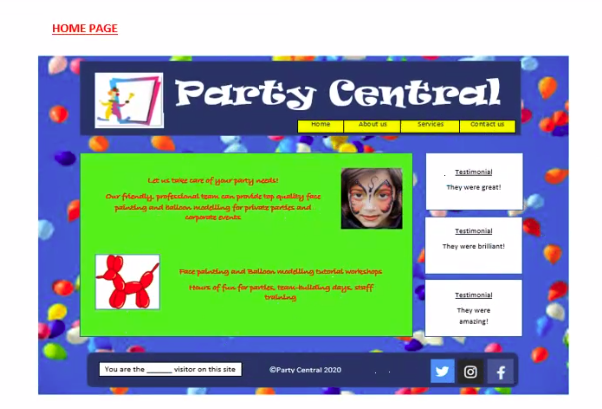 HOME PAGE
Party Central
Home About us Services Contact us
Let us take care of your party needs!
Our friendly, professional team can provide top quality face
painting and Balloon modelling for private parties and
corporate events
Face painting and Balloon modelling tutorial workshops
Hours of fun for parties, team-building days, staff
training
Testimonial
They were great!
Testimonial
They were brilliant!
Testimonial
They were
amazing!
You are the ______ visitor on this site
©Party Central 2020